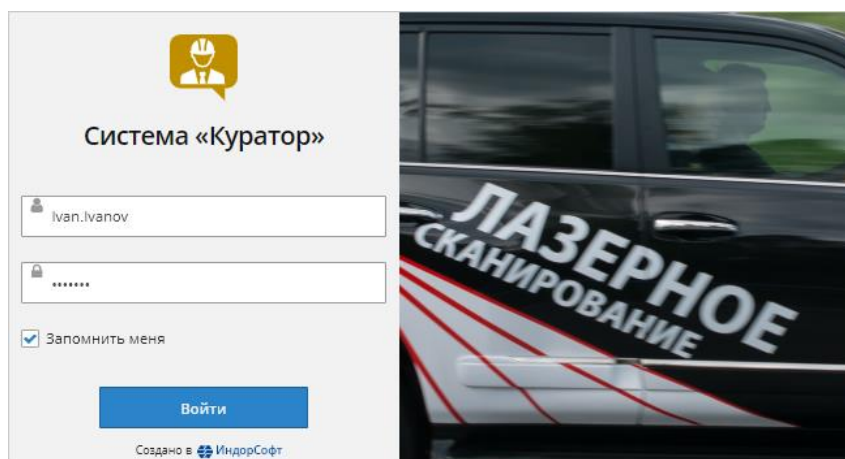 Система «Куратор»
Ivan.Ivanov
•••••••
Запомнить меня
Войти
Создано в ИндорСофт
ЛАЗЕРНОЕ
СКАНИРОВАНИЕ